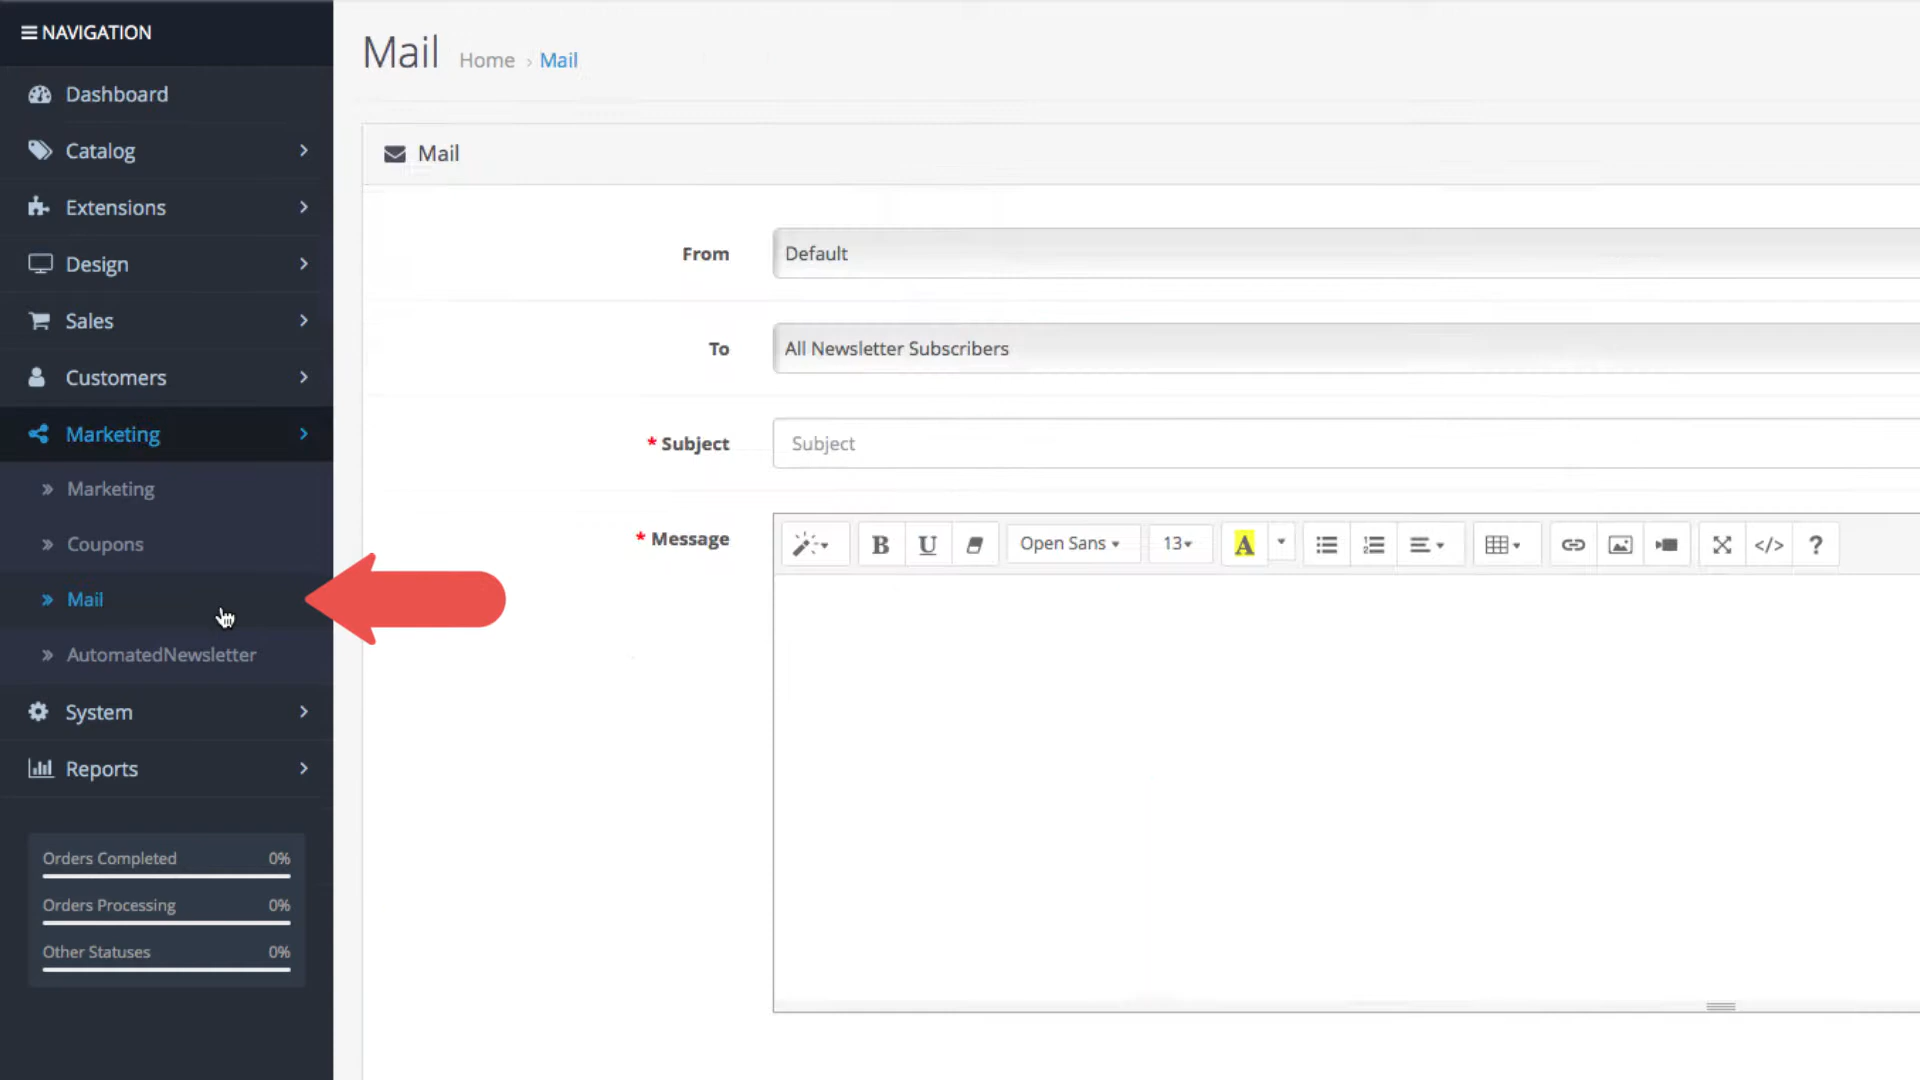 NAVIGATION
Dashboard
Catalog
Extensions
Design
Sales
Customers
Marketing
Marketing
Coupons
Mail
AutomatedNewsletter
System
Reports
Orders Completed 0%
Orders Processing 0%
Other Statuses 0%
Mail Home › Mail
Mail
From Default
To All Newsletter Subscribers
* Subject Subject
* Message
B U Open Sans 13 A </> ?